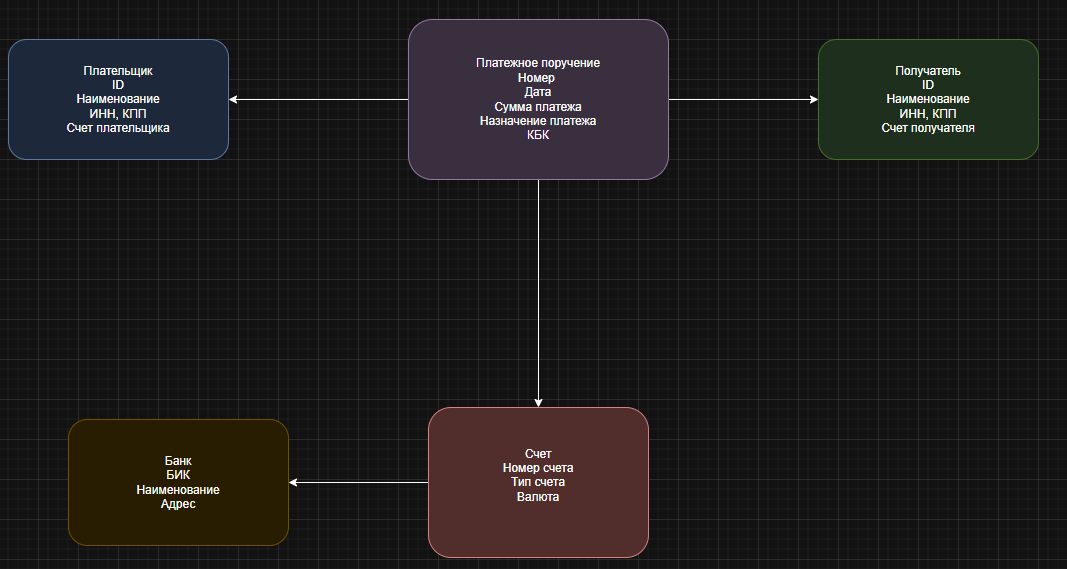 Плательщик
ID
Наименование
ИНН, КПП
Счет плательщика
Платежное поручение
Номер
Дата
Сумма платежа
Назначение платежа
КБК
Получатель
ID
Наименование
ИНН, КПП
Счет получателя
Банк
БИК
Наименование
Адрес
Счет
Номер счета
Тип счета
Валюта